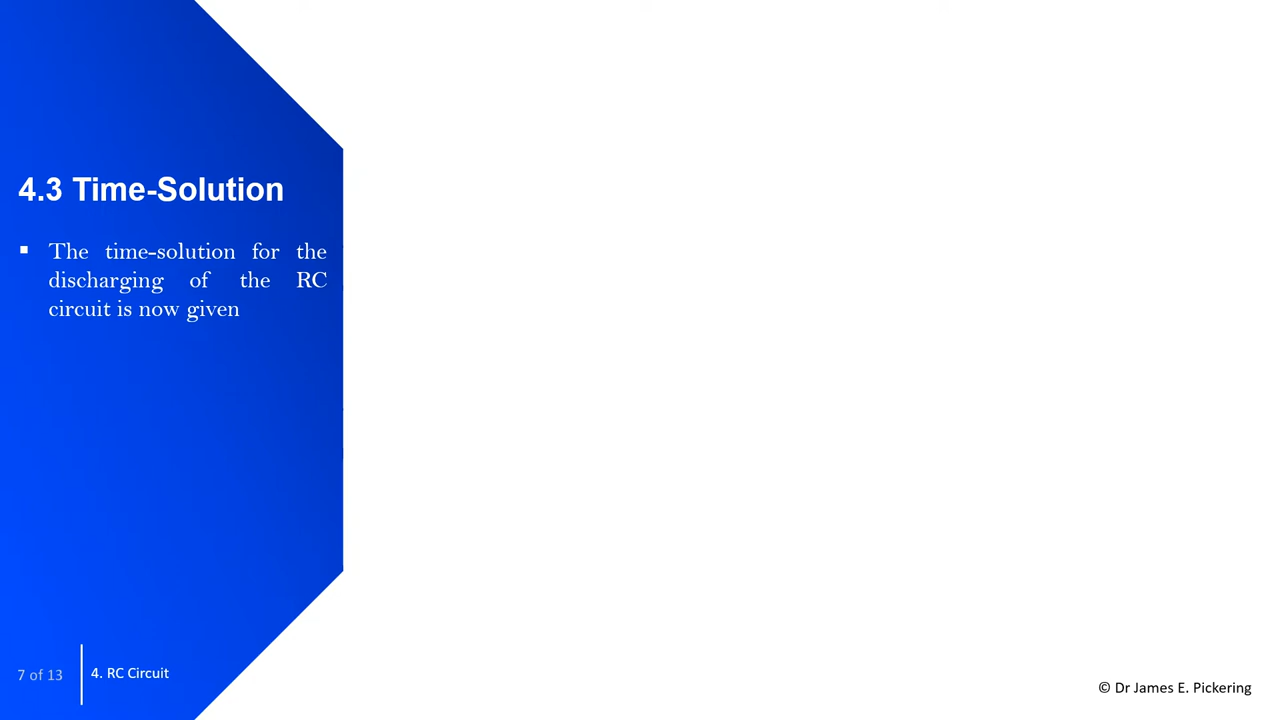 4.3 Time-Solution
▪ The time-solution for the
discharging of the RC
circuit is now given
7 of 13
4. RC Circuit
© Dr James E. Pickering